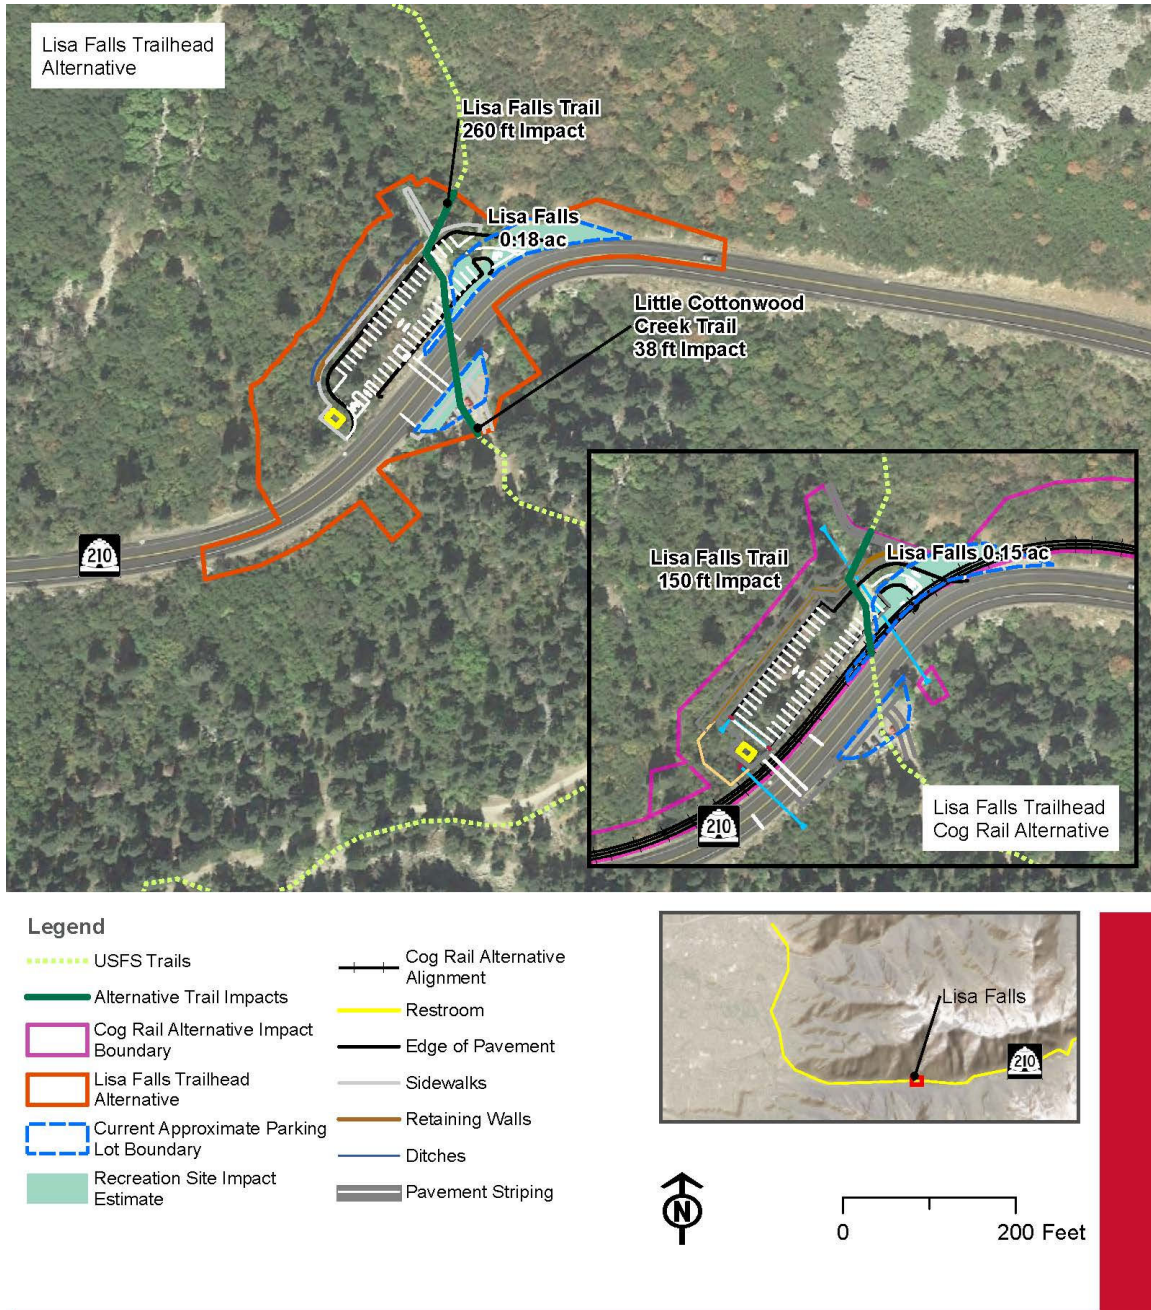 Lisa Falls Trailhead
Alternative
Lisa Falls Trail
260 ft Impact
Lisa Falls
0.18 ac
Little Cottonwood
Creek Trail
38 ft Impact
210
Lisa Falls Trail
150 ft Impact
Lisa Falls 0.15 ac
210
Lisa Falls Trailhead
Cog Rail Alternative
Legend
USFS Trails
Alternative Trail Impacts
Cog Rail Alternative Impact
Boundary
Lisa Falls Trailhead
Alternative
Current Approximate Parking
Lot Boundary
Recreation Site Impact
Estimate
Cog Rail Alternative
Alignment
Restroom
Edge of Pavement
Sidewalks
Retaining Walls
Ditches
Pavement Striping
Lisa Falls
210
N
0
200 Feet